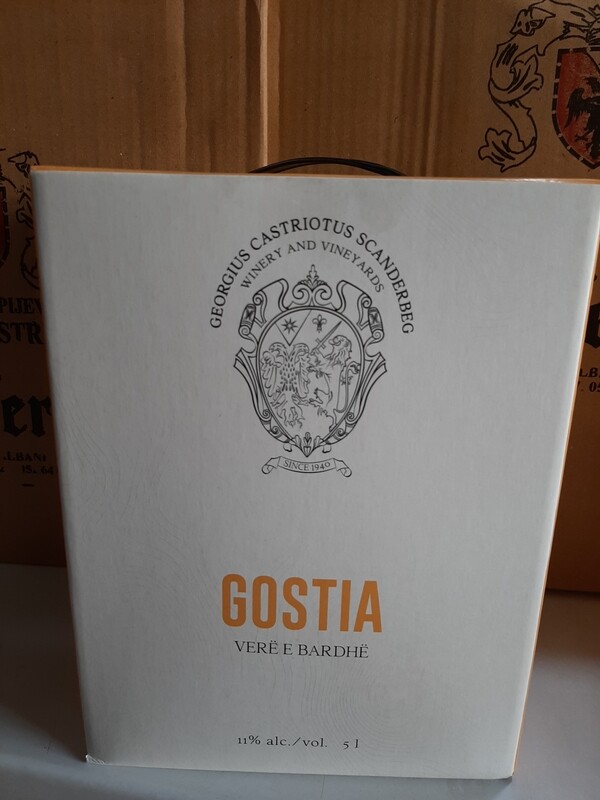 GEORGIUS CASTRIOTUS SCANDERBEG
WINERY AND VINEYARDS
SINCE 1940
GOSTIA
VERË E BARDHË
11% alc./vol. 5 l